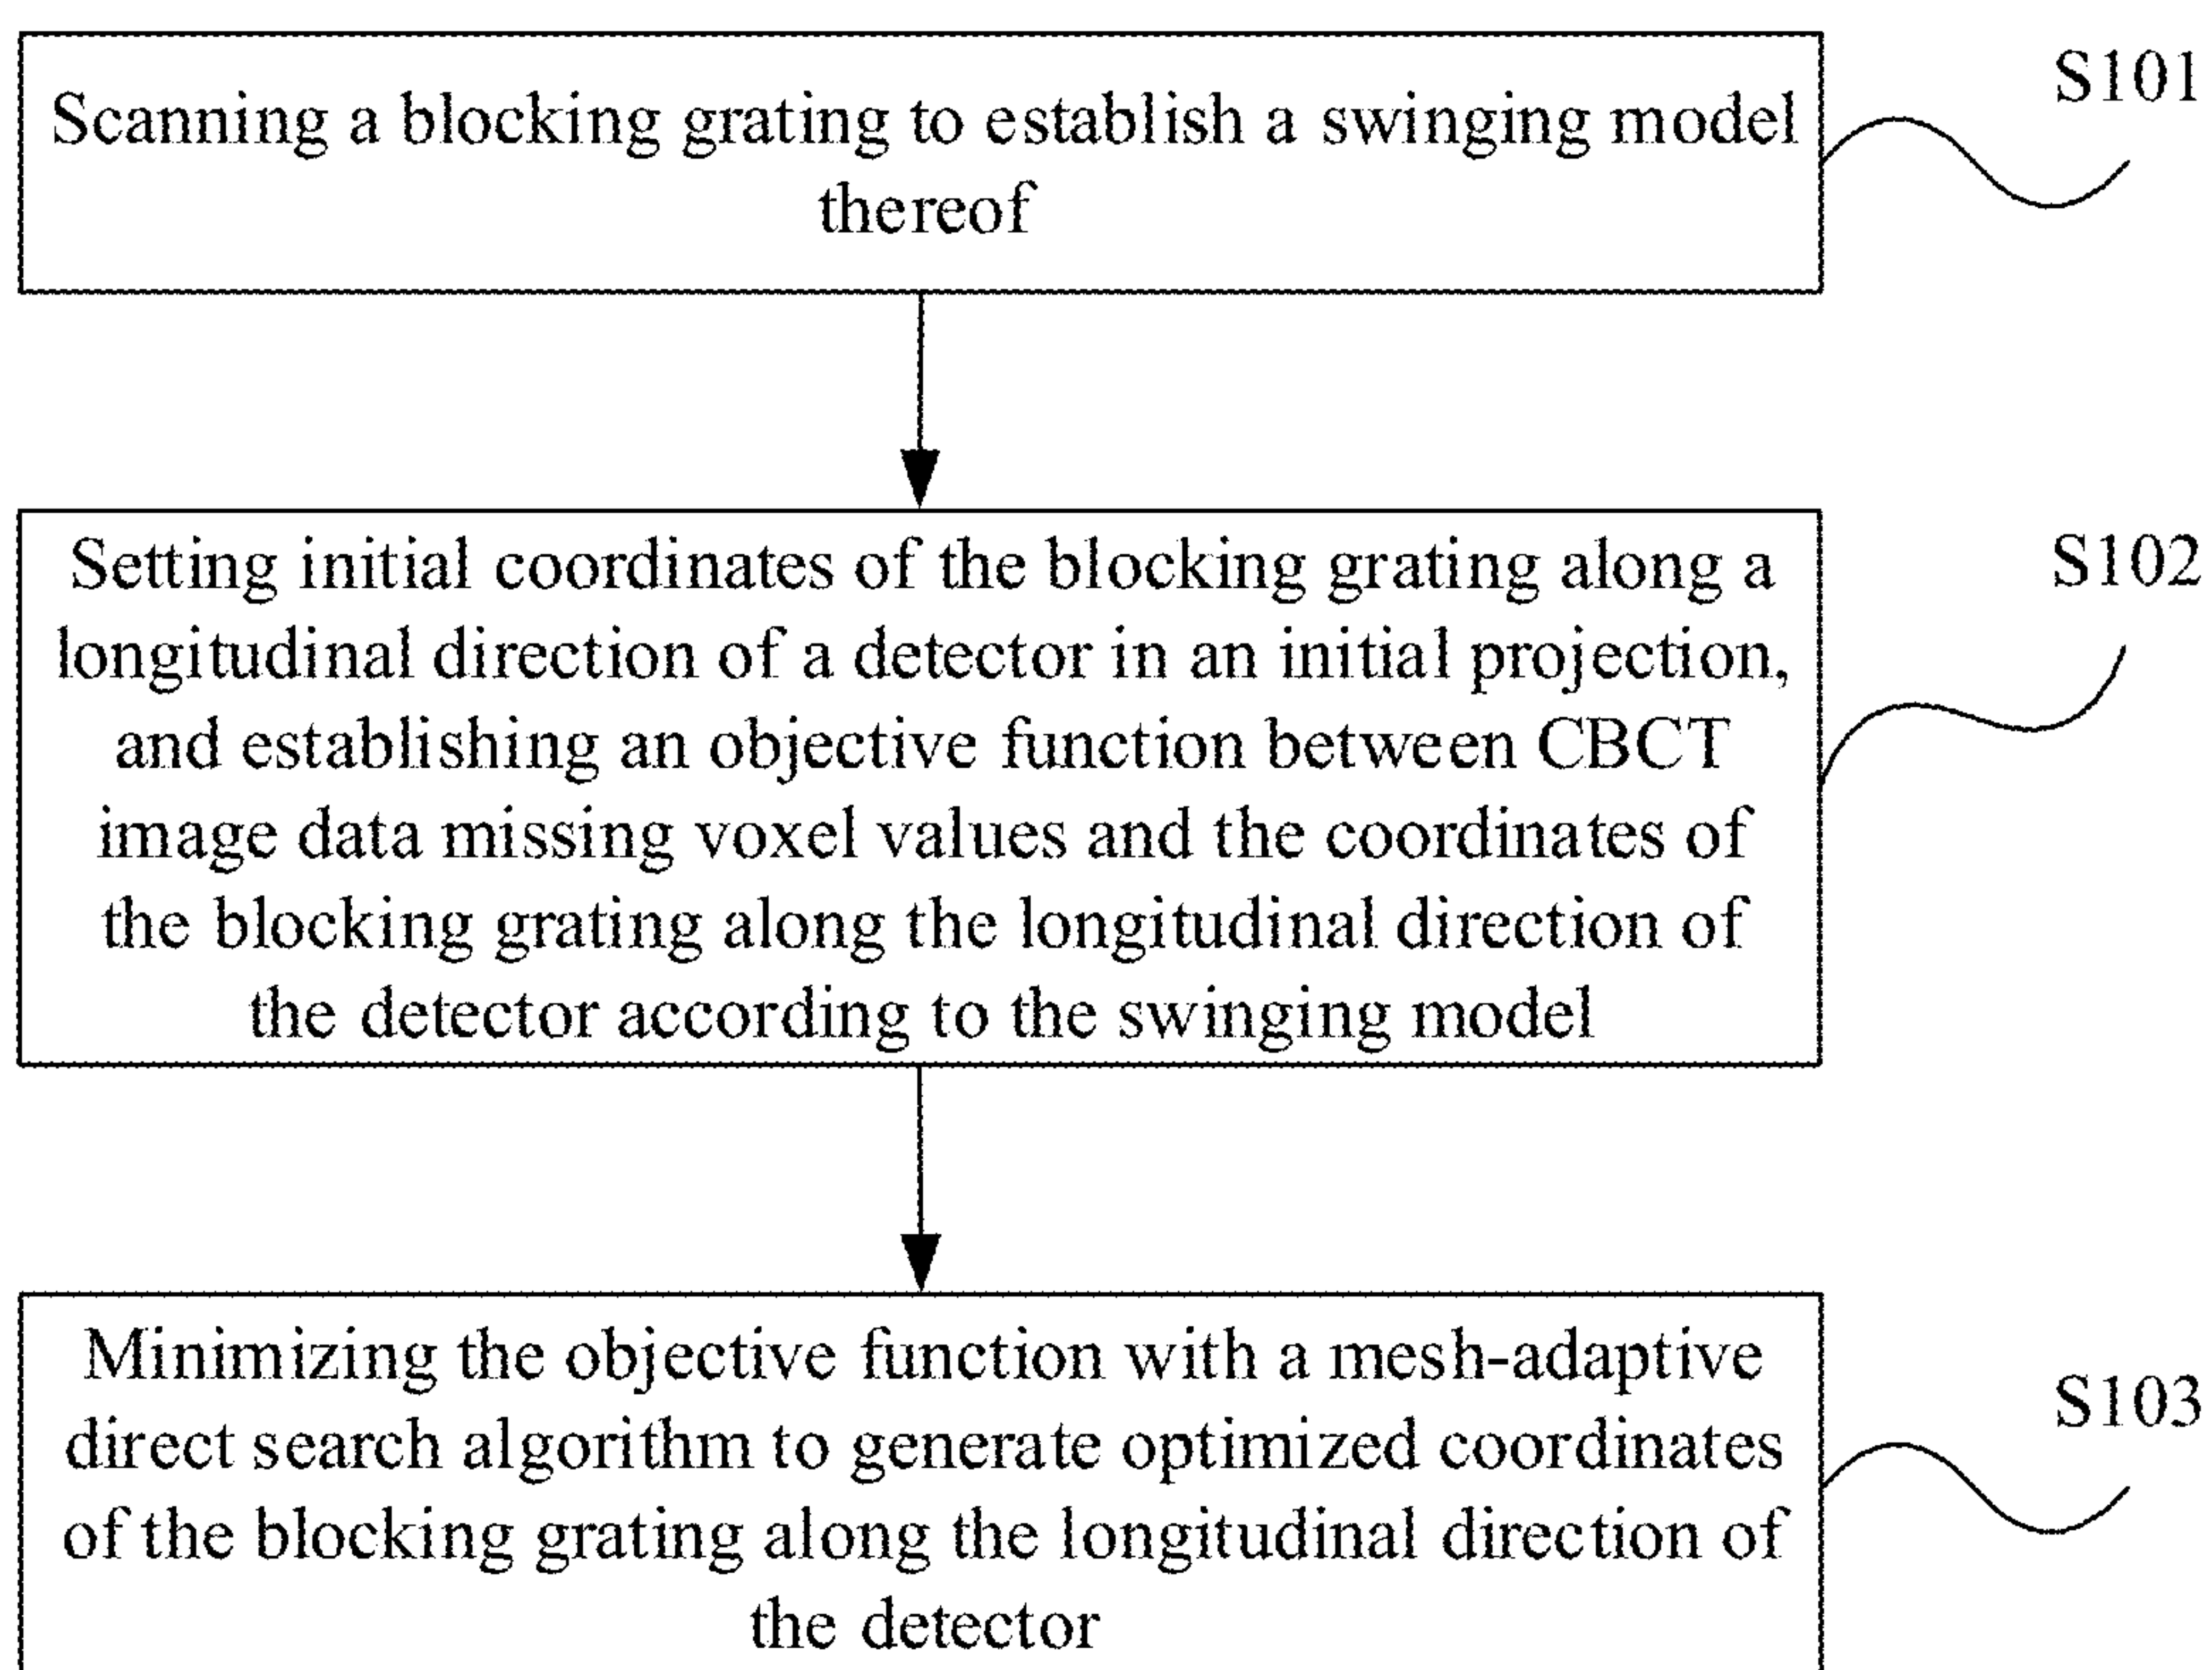 Scanning a blocking grating to establish a swinging model
thereof
S101
Setting initial coordinates of the blocking grating along a
longitudinal direction of a detector in an initial projection,
and establishing an objective function between CBCT
image data missing voxel values and the coordinates of
the blocking grating along the longitudinal direction of
the detector according to the swinging model
S102
Minimizing the objective function with a mesh-adaptive
direct search algorithm to generate optimized coordinates
of the blocking grating along the longitudinal direction of
the detector
S103